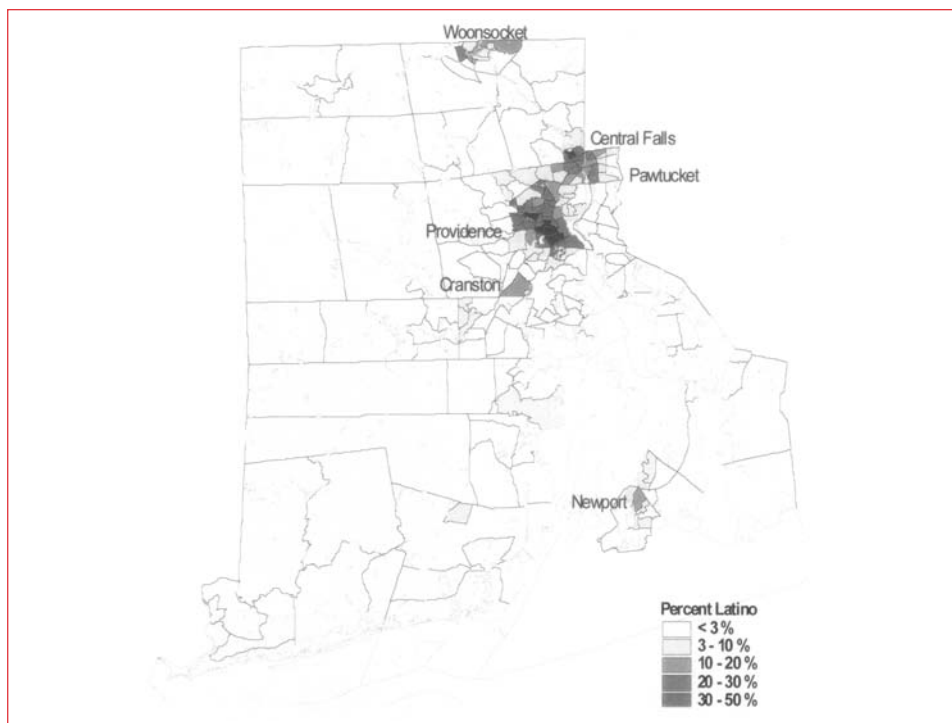 Woonsocket
Central Falls
Pawtucket
Providence
Cranston
Newport
Percent Latino
< 3 %
3 - 10 %
10 - 20 %
20 - 30 %
30 - 50 %